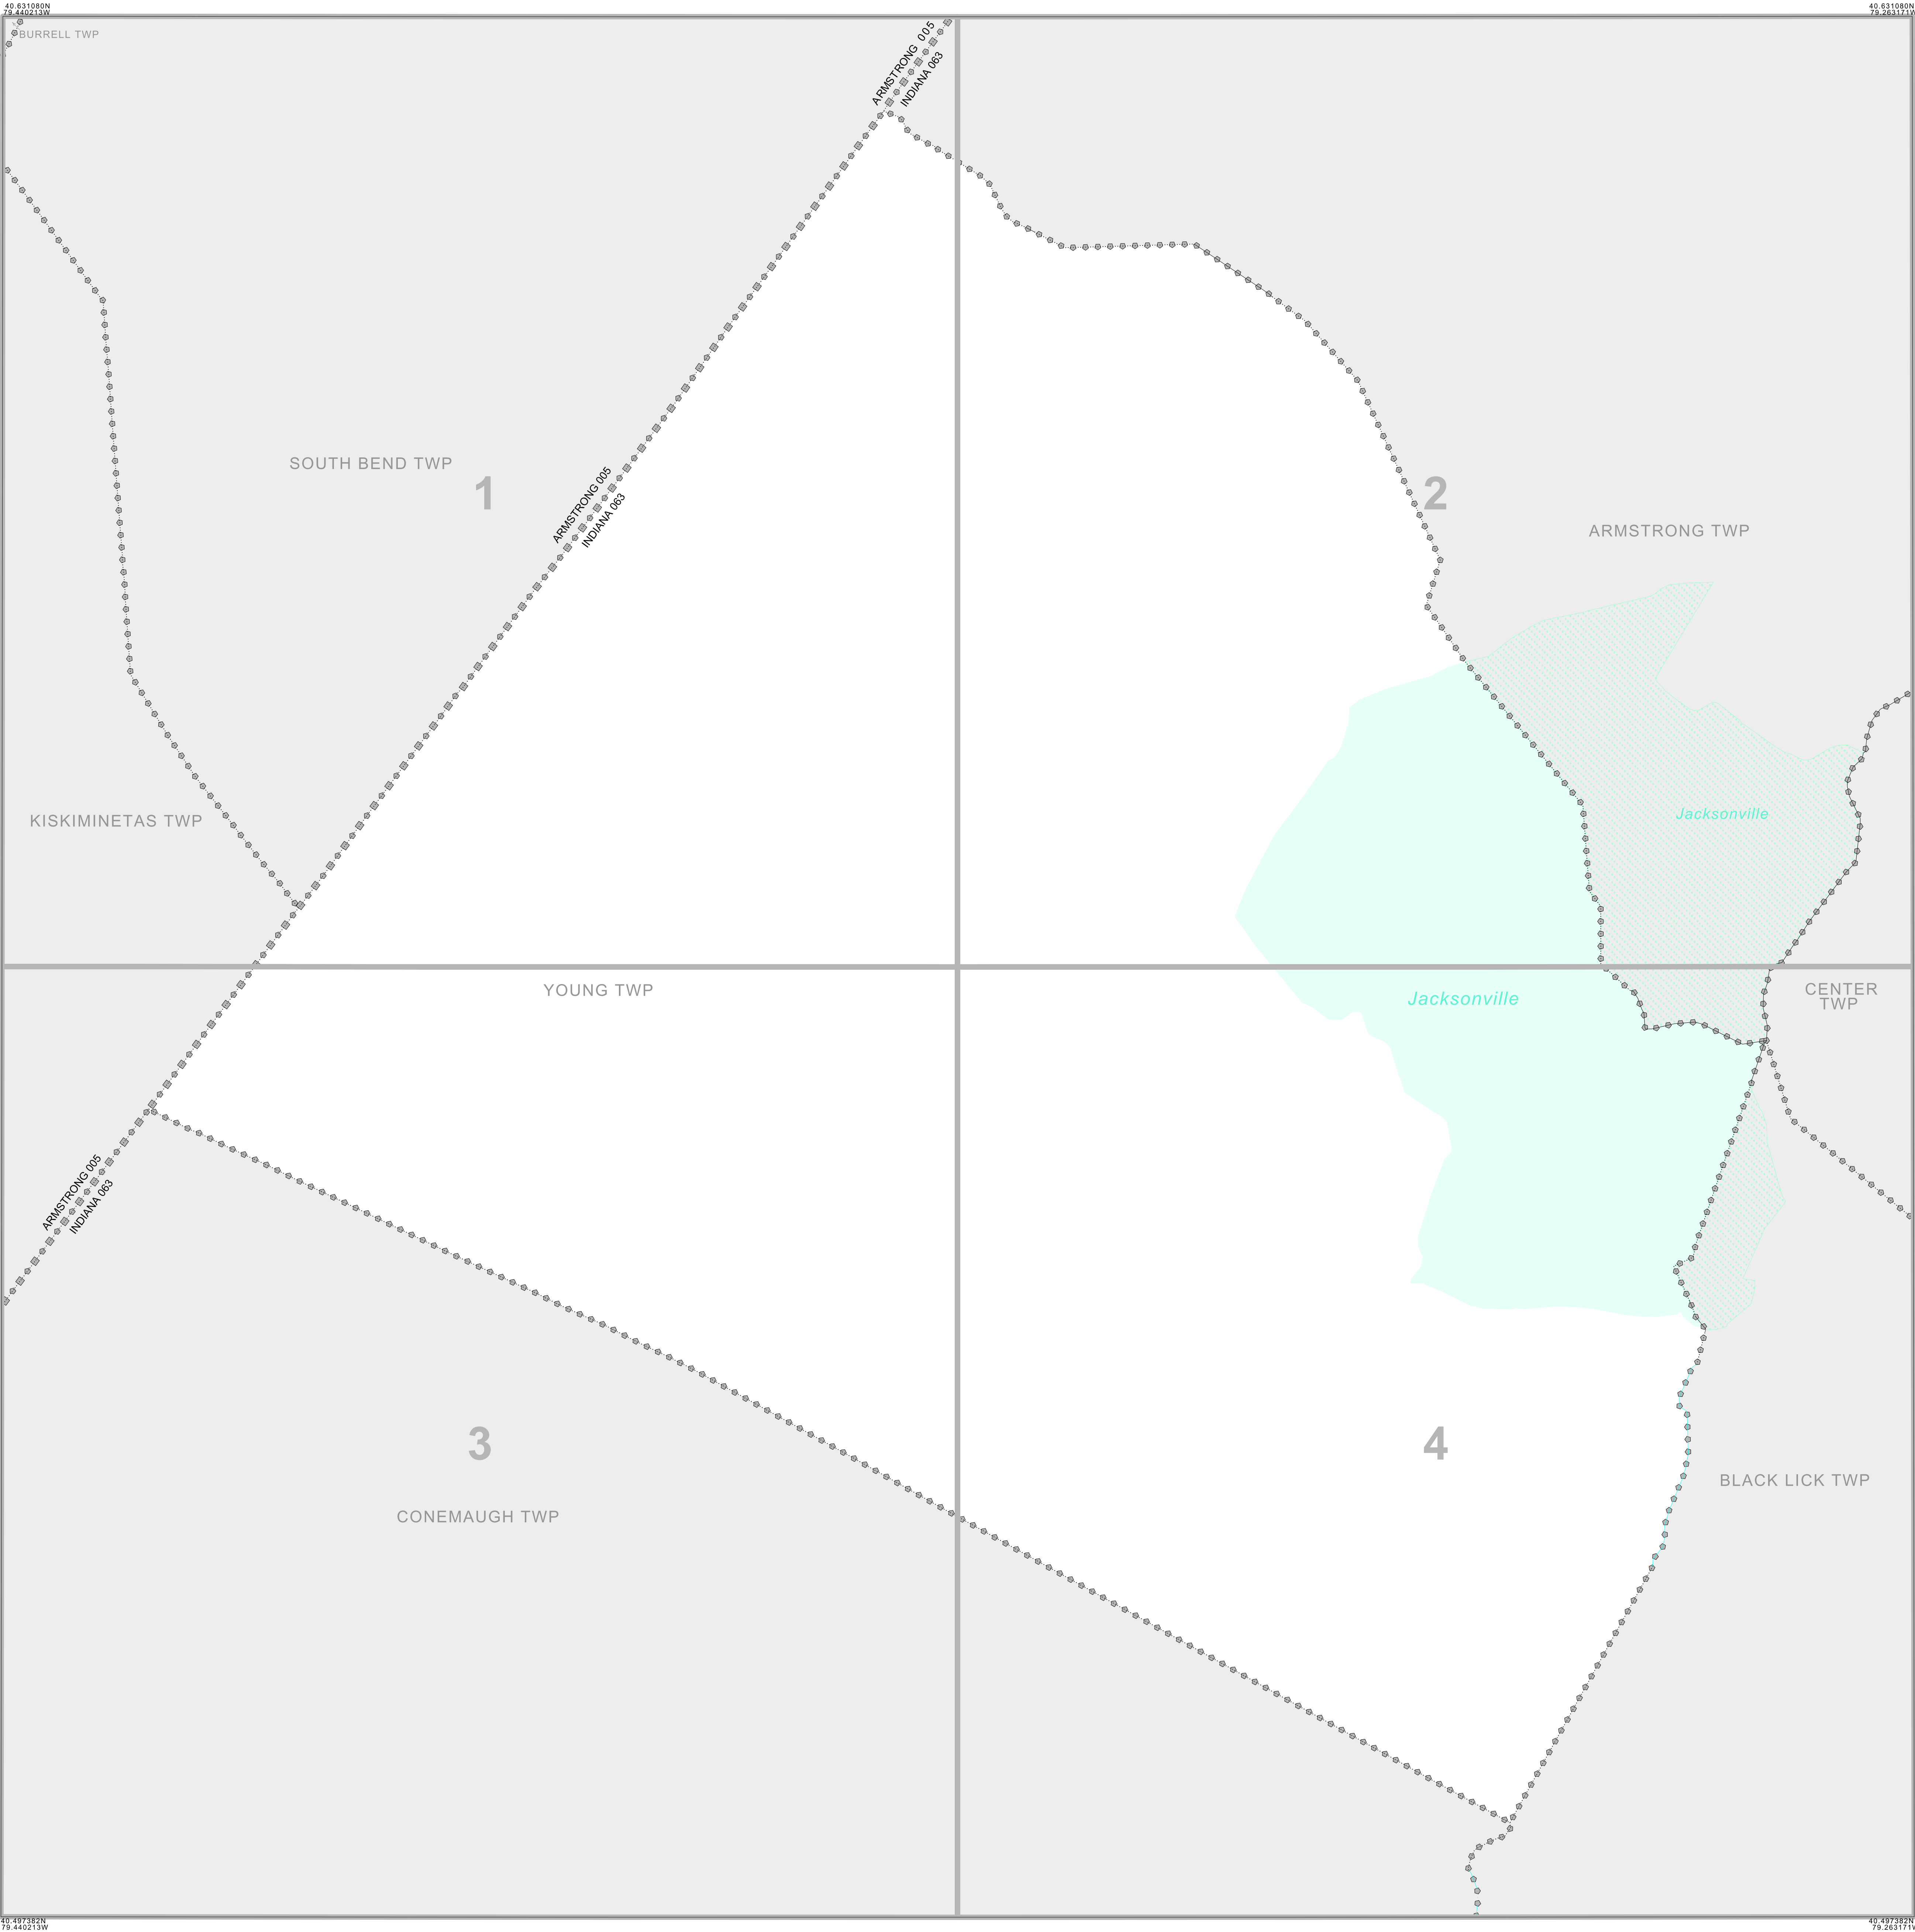 40.631080N
79.440213W
40.631080N
79.263171W
BURRELL TWP
ARMSTRONG 005
INDIANA 063
SOUTH BEND TWP
1
ARMSTRONG 005
INDIANA 063
2
ARMSTRONG TWP
KISKIMINETAS TWP
Jacksonville
YOUNG TWP
Jacksonville
CENTER
TWP
ARMSTRONG 005
INDIANA 063
3
4
CONEMAUGH TWP
BLACK LICK TWP
40.497382N
79.440213W
40.497382N
79.263171W